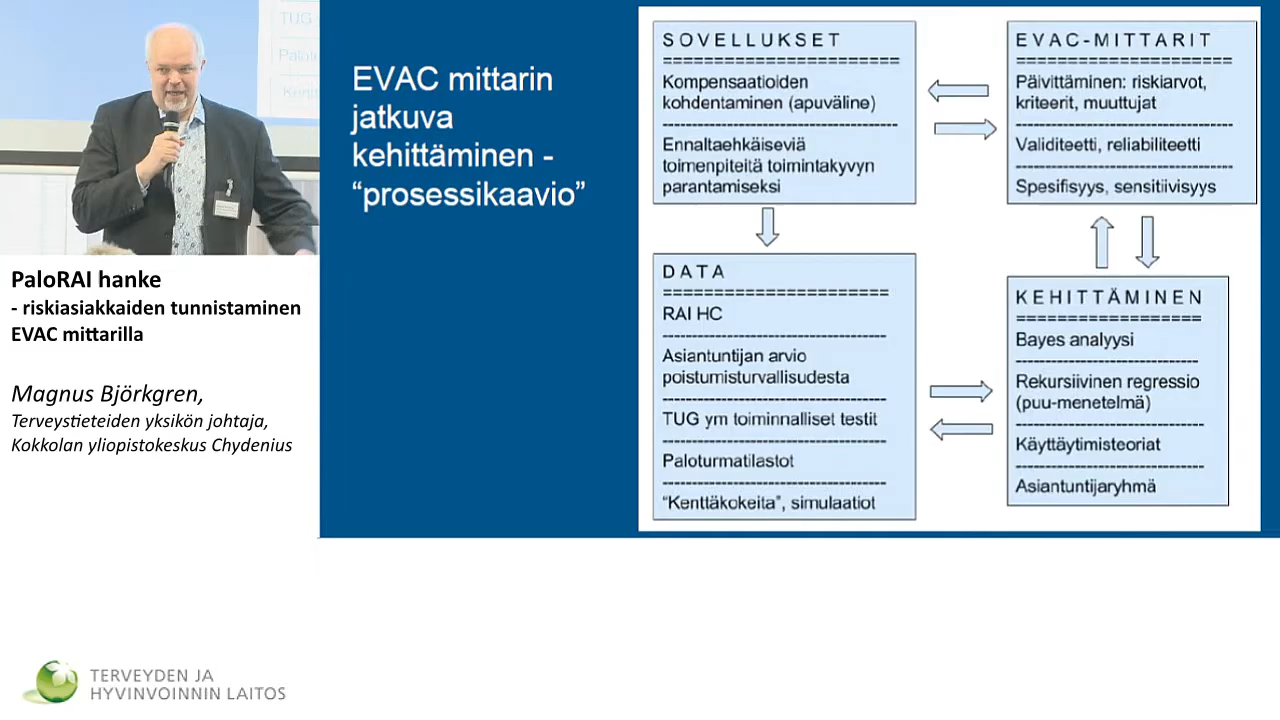 TUG
EVAC mittarin
jatkuva
kehittäminen -
“prosessikaavio”
SOVELLUKSET
=======================
Kompensaatioiden
kohdentaminen (apuväline)
Ennaltaehkäiseviä
toimenpiteitä toimintakyvyn
parantamiseksi
EVAC-MITTARIT
=====================
Päivittäminen: riskiarvot,
kriteerit, muuttujat
Validiteetti, reliabiliteetti
Spesifisyys, sensitiivisyys
DATA
======================
RAI HC
Asiantuntijan arvio
poistumisturvallisudesta
TUG ym toiminnalliset testit
Paloturmatilastot
“Kenttäkokeita”, simulaatiot
KEHITTÄMINEN
==================
Bayes analyysi
Rekursiivinen regressio
(puu-menetelmä)
Käyttäytimisteoriat
Asiantuntijaryhmä
PaloRAI hanke
- riskiasiakkaiden tunnistaminen
EVAC mittarilla
Magnus Björkgren,
Terveystieteiden yksikön johtaja,
Kokkolan yliopistokeskus Chydenius
TERVEYDEN JA
HYVINVOINNIN LAITOS